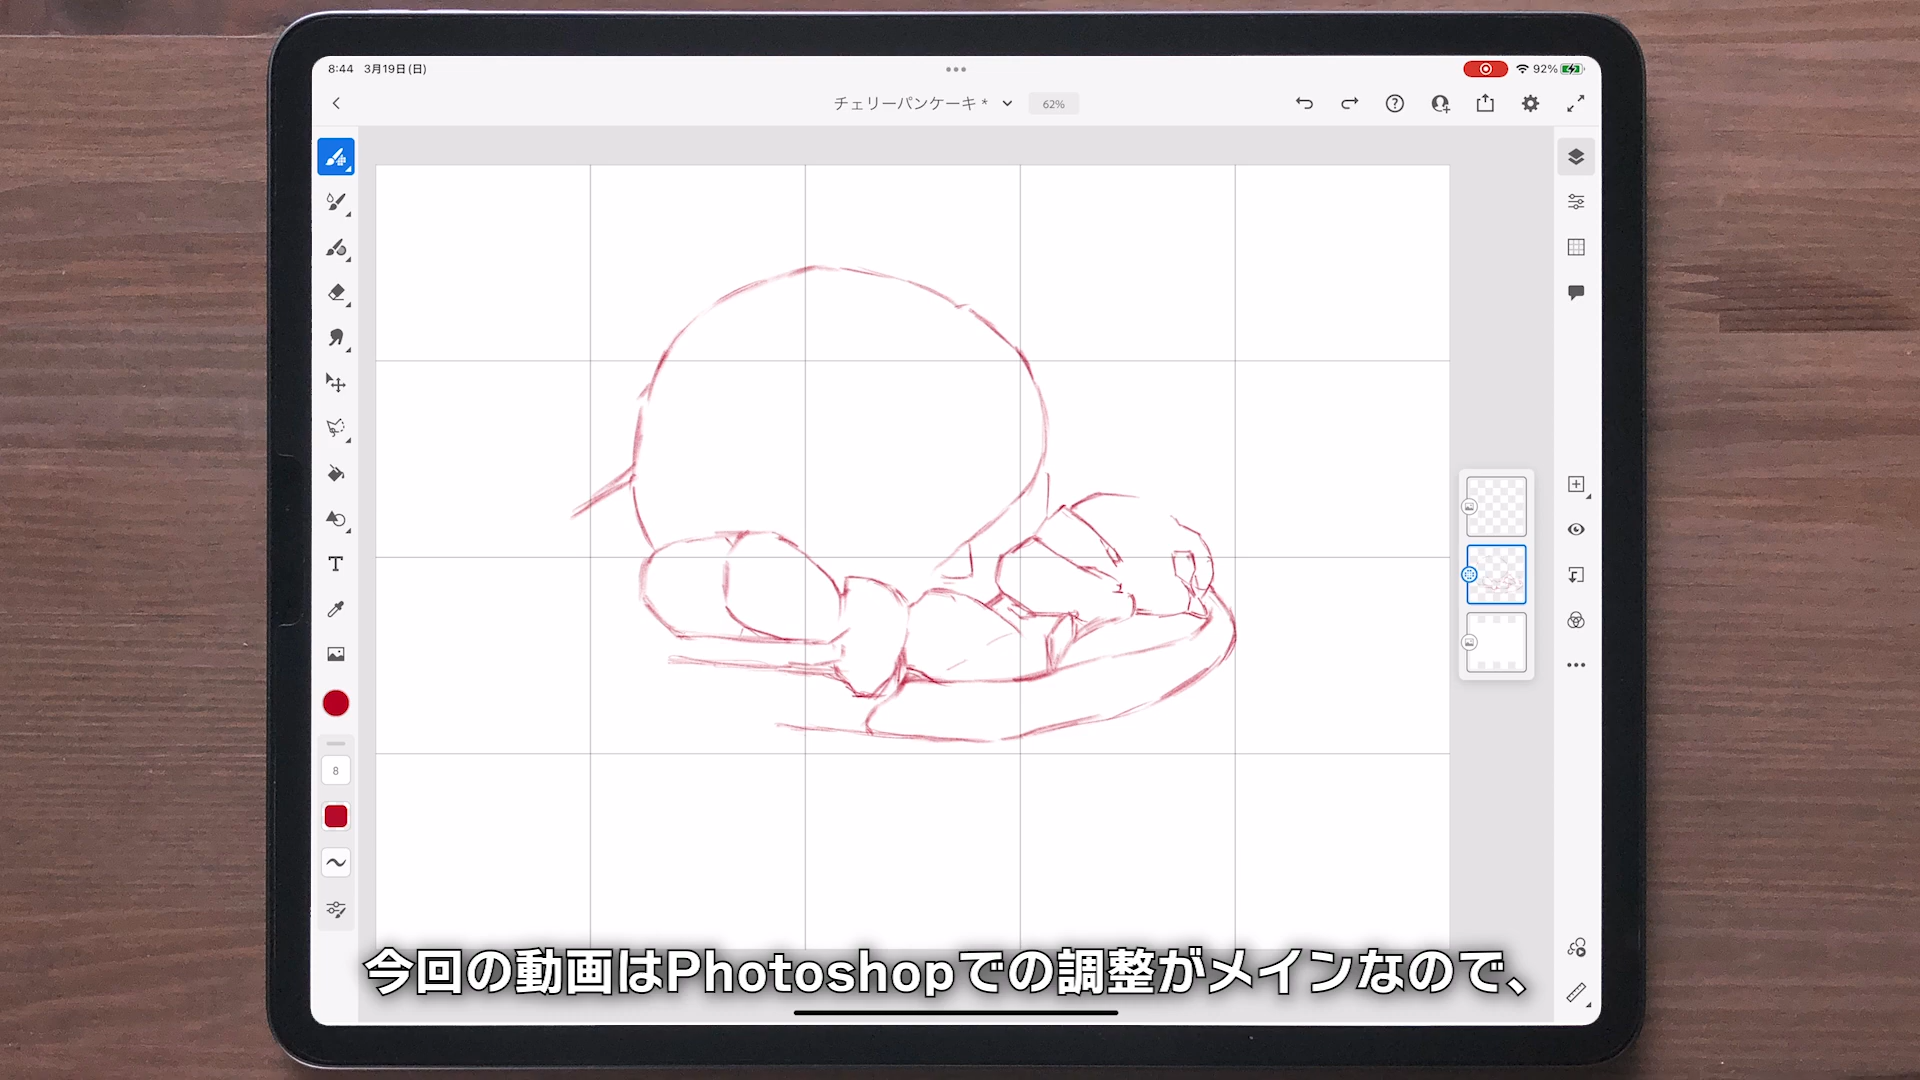 8:44 3月19日(日)
92%
チェリーパンケーキ *
62%
T
8
今回の動画はPhotoshopでの調整がメインなので、